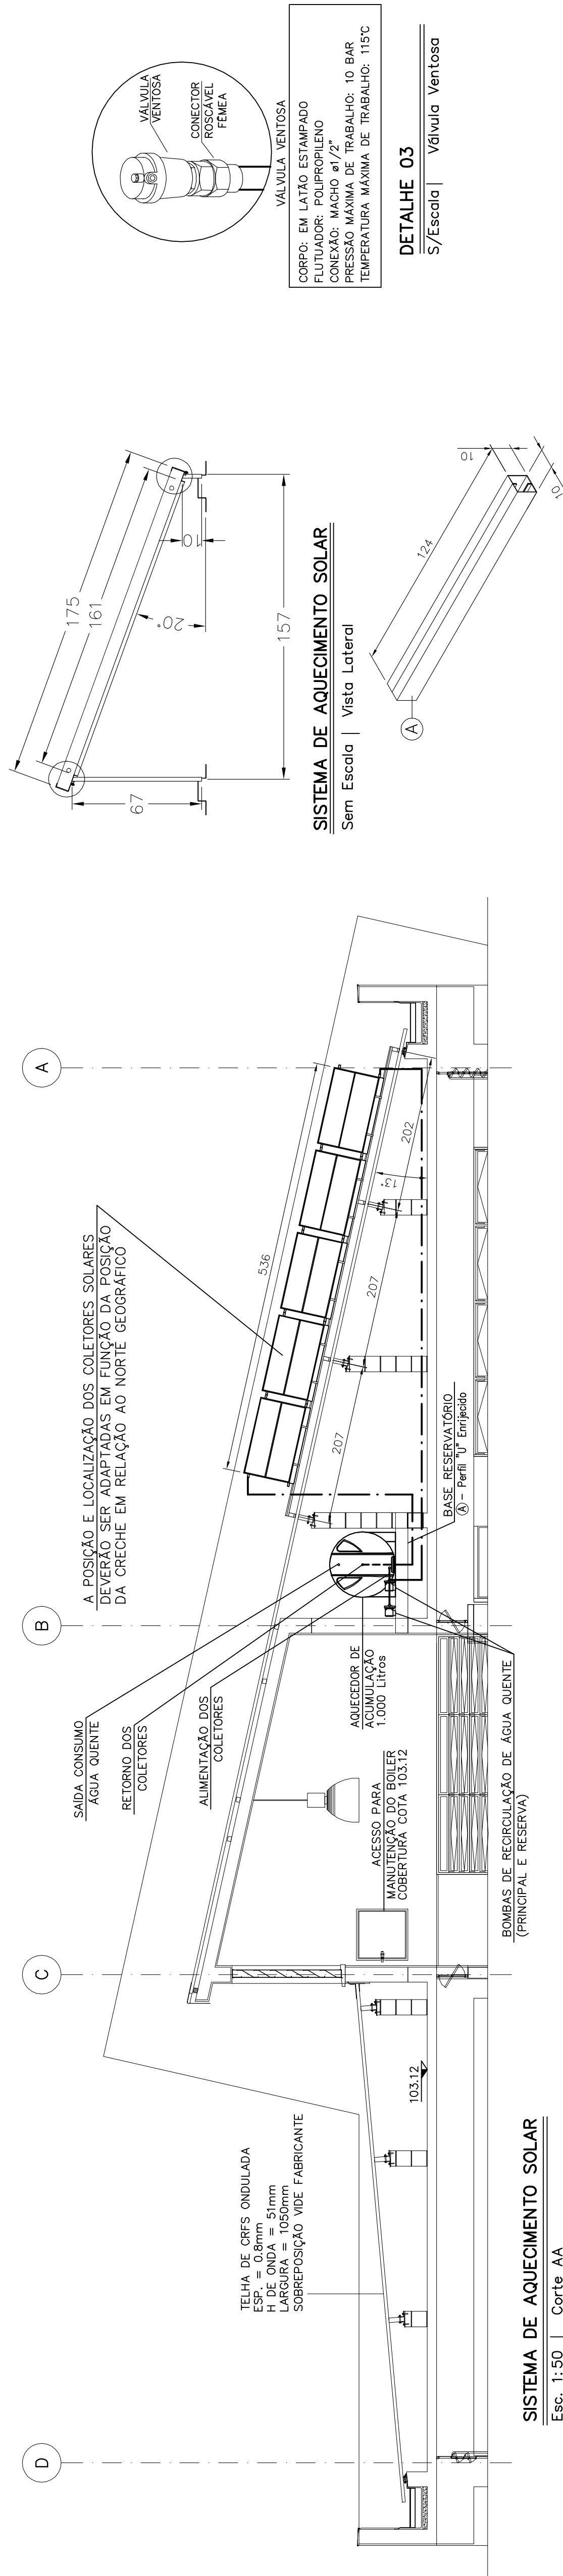 D
C
B
A
SAÍDA CONSUMO
ÁGUA QUENTE
RETORNO DOS
COLETORES
ALIMENTAÇÃO DOS
COLETORES
A POSIÇÃO E LOCALIZAÇÃO DOS COLETORES SOLARES
DEVERÃO SER ADAPTADAS EM FUNÇÃO DA POSIÇÃO
DA CRECHE EM RELAÇÃO AO NORTE GEOGRÁFICO
536
TELHA DE CRFS ONDULADA
ESP. = 0.8mm
H DE ONDA = 51mm
LARGURA = 1050mm
SOBREPOSIÇÃO VIDE FABRICANTE
103.12
ACESSO PARA
MANUTENÇÃO DO BOILER
COBERTURA COTA 103.12
AQUECEDOR DE
ACUMULAÇÃO
1.000 Litros
207
207
202
13°
BASE RESERVATÓRIO
A - Perfil "U" Enrijecido
BOMBAS DE RECIRCULAÇÃO DE ÁGUA QUENTE
(PRINCIPAL E RESERVA)
SISTEMA DE AQUECIMENTO SOLAR
Esc. 1:50 | Corte AA
175
161
67
20°
10
157
SISTEMA DE AQUECIMENTO SOLAR
Sem Escala | Vista Lateral
A
124
10
10
VÁLVULA
VENTOSA
CONECTOR
ROSCÁVEL
FÊMEA
VÁLVULA VENTOSA
CORPO: EM LATÃO ESTAMPADO
FLUTUADOR: POLIPROPILENO
CONEXÃO: MACHO ø1/2"
PRESSÃO MÁXIMA DE TRABALHO: 10 BAR
TEMPERATURA MÁXIMA DE TRABALHO: 115°C
DETALHE 03
S/Escala | Válvula Ventosa